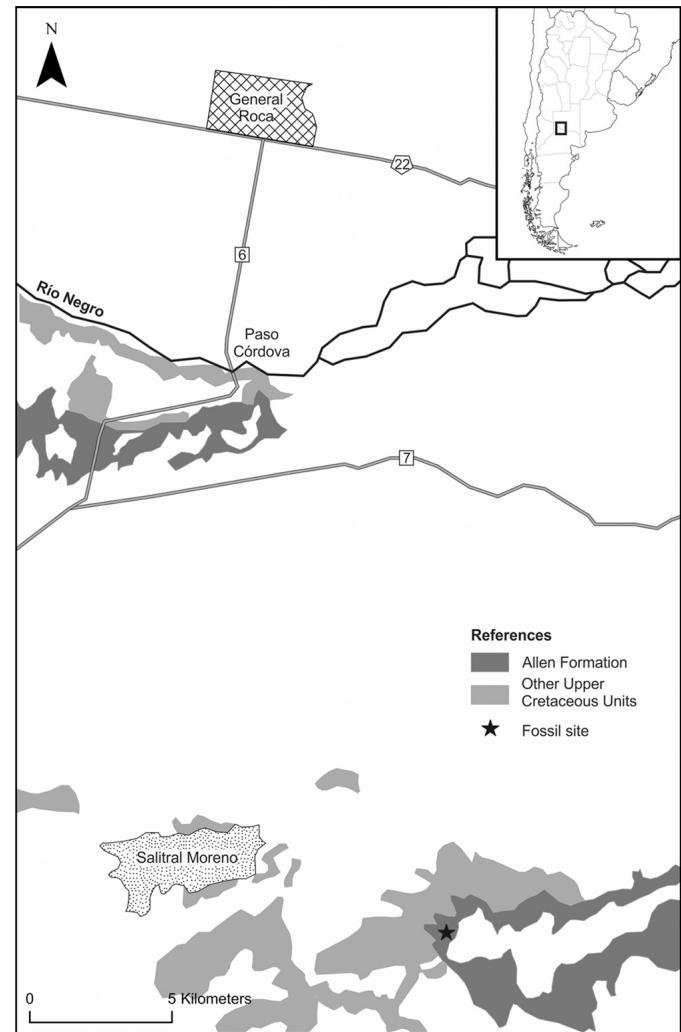 N
General
Roca
22
6
Río Negro
Paso
Córdova
7
References
Allen Formation
Other Upper
Cretaceous Units
Fossil site
Salitral Moreno
0
5 Kilometers